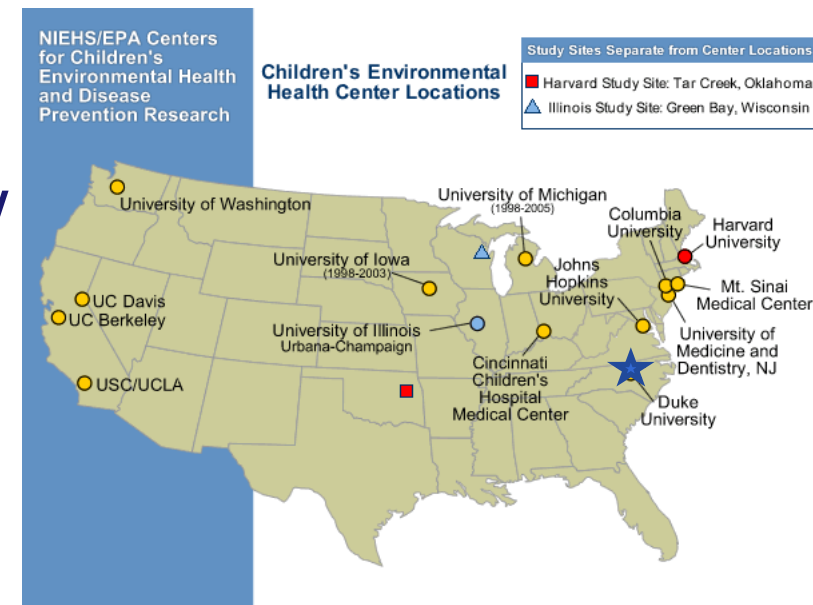 NIEHS/EPA Centers
for Children's
Environmental Health
and Disease
Prevention Research
Children's Environmental
Health Center Locations
Study Sites Separate from Center Locations
Harvard Study Site: Tar Creek, Oklahoma
Illinois Study Site: Green Bay, Wisconsin
y
University of Washington
University of Michigan
(1998-2005)
Columbia
University
Harvard
University
University of Iowa
(1998-2003)
Johns
Hopkins
University
Mt. Sinai
Medical Center
UC Davis
UC Berkeley
University of Illinois
Urbana-Champaign
University of
Medicine and
Dentistry, NJ
Cincinnati
Children's
Hospital
Medical Center
USC/UCLA
Duke
University